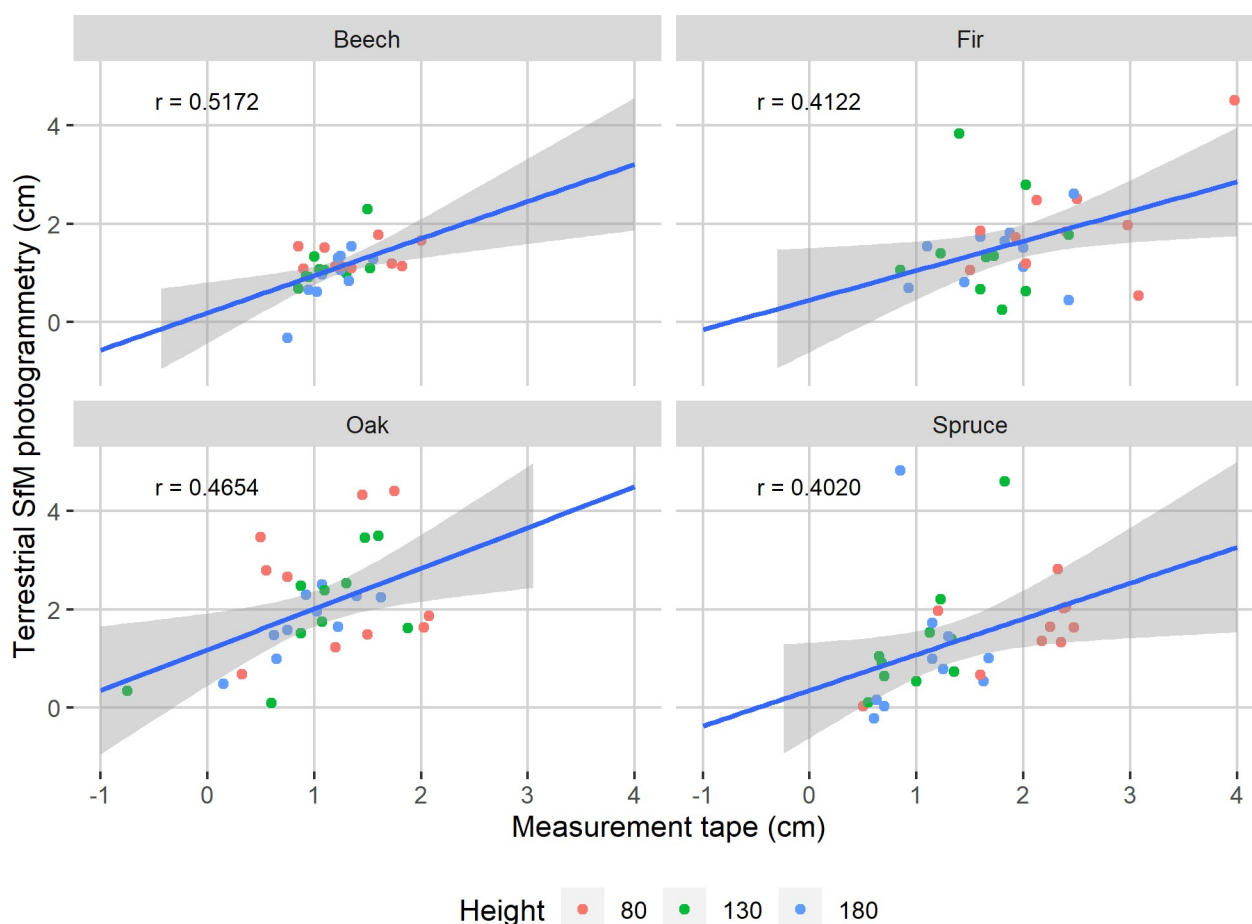 Beech
Fir
r = 0.5172
r = 0.4122
4
2
0
Oak
Spruce
r = 0.4654
r = 0.4020
4
2
0
-1 0 1 2 3 4
-1 0 1 2 3 4
Terrestrial SfM photogrammetry (cm)
Measurement tape (cm)
Height 80 130 180